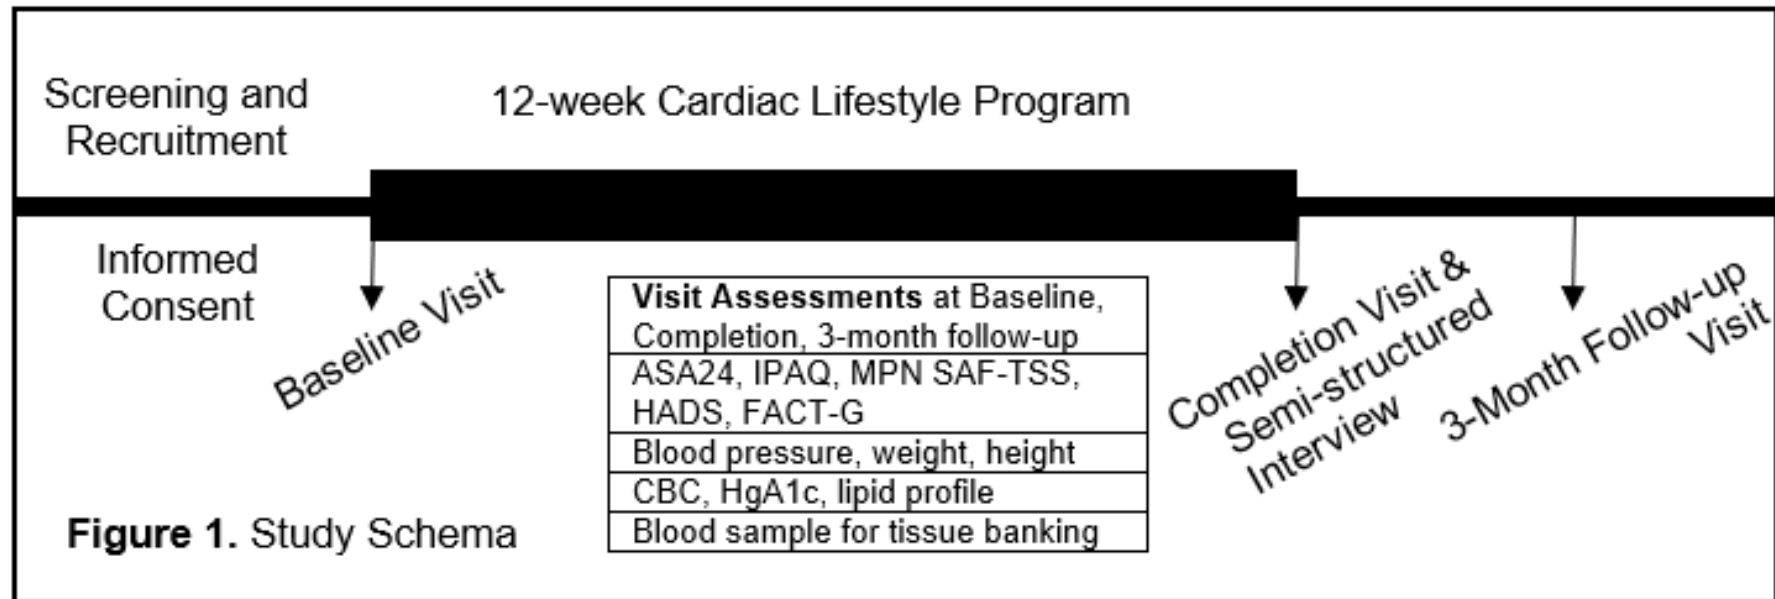 Screening and
Recruitment
12-week Cardiac Lifestyle Program
Informed
Consent
Baseline Visit
Visit Assessments at Baseline,
Completion, 3-month follow-up
ASA24, IPAQ, MPN SAF-TSS,
HADS, FACT-G
Blood pressure, weight, height
CBC, HgA1c, lipid profile
Blood sample for tissue banking
Completion Visit &
Semi-structured
Interview
3-Month Follow-up
Visit
Figure 1. Study Schema